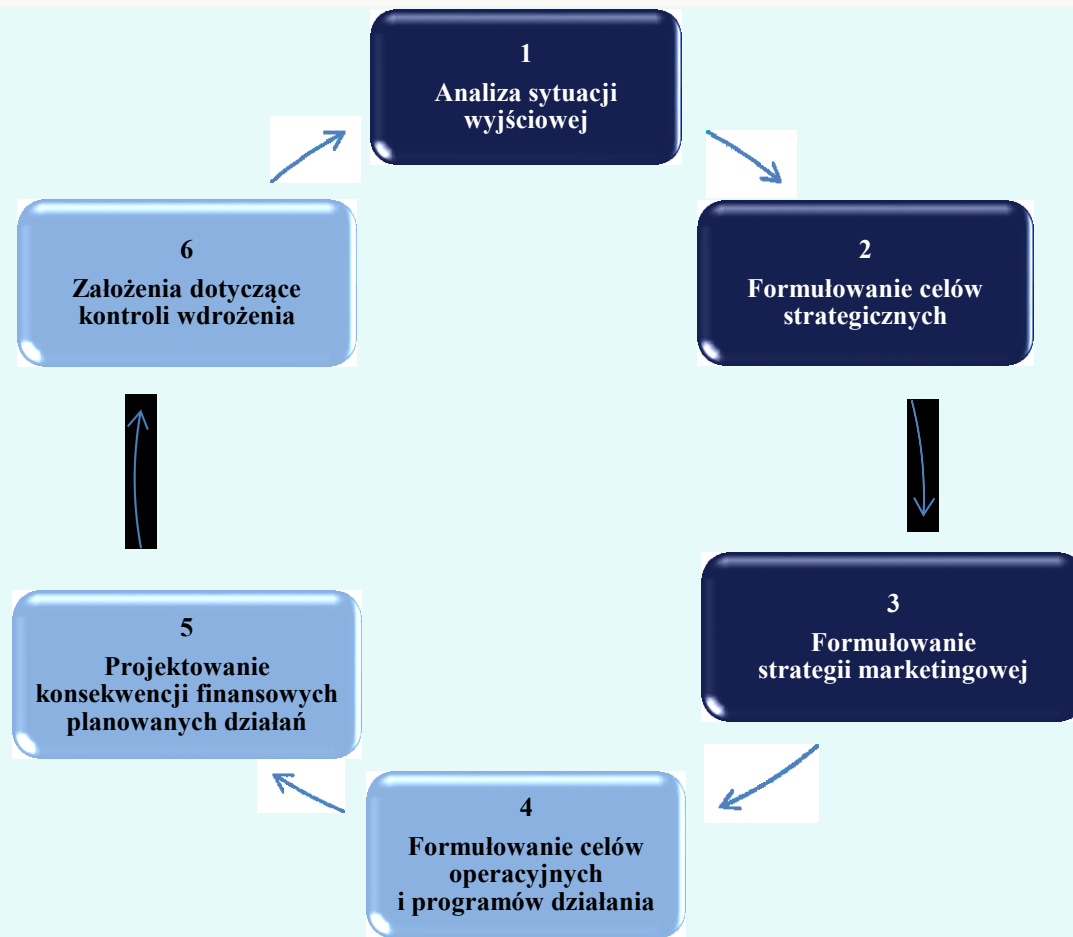 1
Analiza sytuacji
wyjściowej
2
Formułowanie celów
strategicznych
3
Formułowanie
strategii marketingowej
4
Formułowanie celów
operacyjnych
i programów działania
5
Projektowanie
konsekwencji finansowych
planowanych działań
6
Założenia dotyczące
kontroli wdrożenia